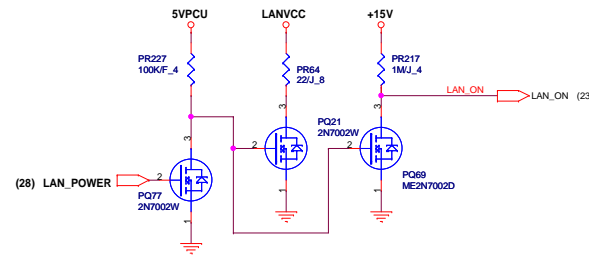 5VPCU
LANVCC
+15V
PR227
100K/F_4
PR64
22/J_8
PR217
1M/J_4
LAN_ON
LAN_ON (23
3
3
3
PQ21
2N7002W
2
2
(28) LAN_POWER
2
PQ77
2N7002W
PQ69
ME2N7002D
1
1
1